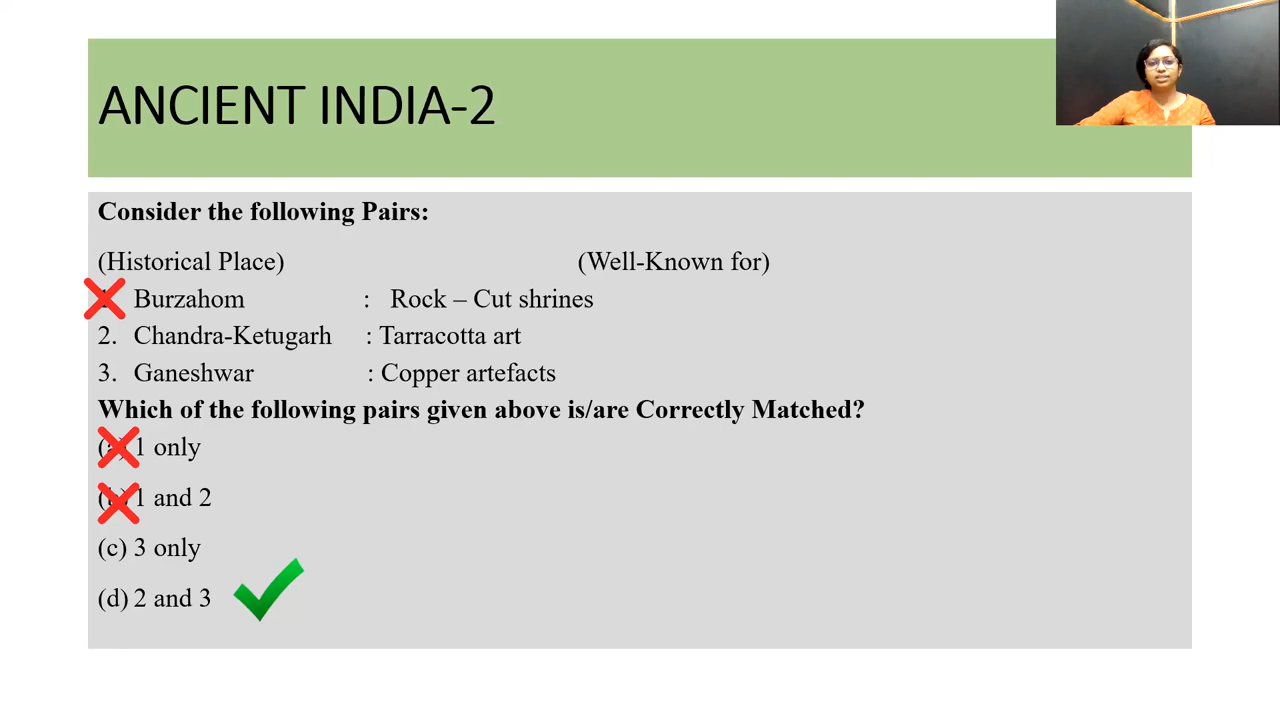 ANCIENT INDIA-2
Consider the following Pairs:
(Historical Place) (Well-Known for)
1. Burzahom : Rock – Cut shrines
2. Chandra-Ketugarh : Tarracotta art
3. Ganeshwar : Copper artefacts
Which of the following pairs given above is/are Correctly Matched?
(a) 1 only
(b) 1 and 2
(c) 3 only
(d) 2 and 3